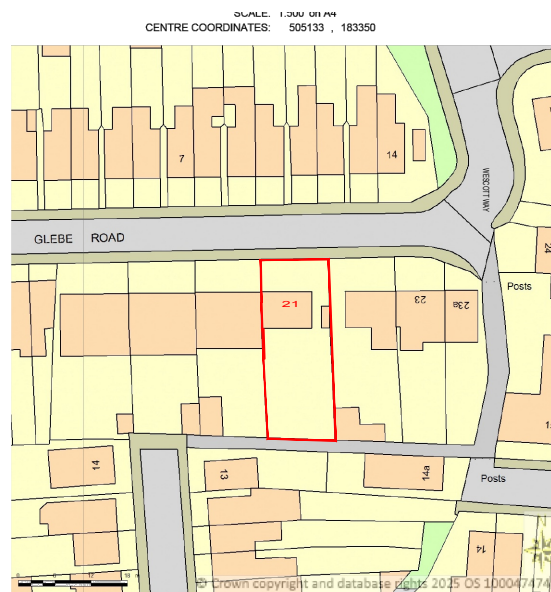 SCALE: 1:500 on A4
CENTRE COORDINATES: 505133 , 183350
7
14
WESCOTT WAY
GLEBE ROAD
24
Posts
21
23
23a
14
13
14a
Posts
14
© Crown copyright and database rights 2025 OS 100047474